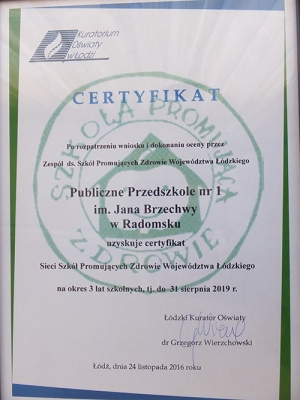 Kuratorium
Oświaty
w Łodzi
CERTYFIKAT
Po rozpatrzeniu wniosku i dokonaniu oceny przez
Zespół ds. Szkół Promujących Zdrowie Województwa Łódzkiego
SZKOŁA PROMUJĄCA
ZDROWIE
Publiczne Przedszkole nr 1
im. Jana Brzechwy
w Radomsku
uzyskuje certyfikat
Sieci Szkół Promujących Zdrowie Województwa Łódzkiego
na okres 3 lat szkolnych, tj. do 31 sierpnia 2019 r.
Łódzki Kurator Oświaty
dr Grzegorz Wierzchowski
Łódź, dnia 24 listopada 2016 roku